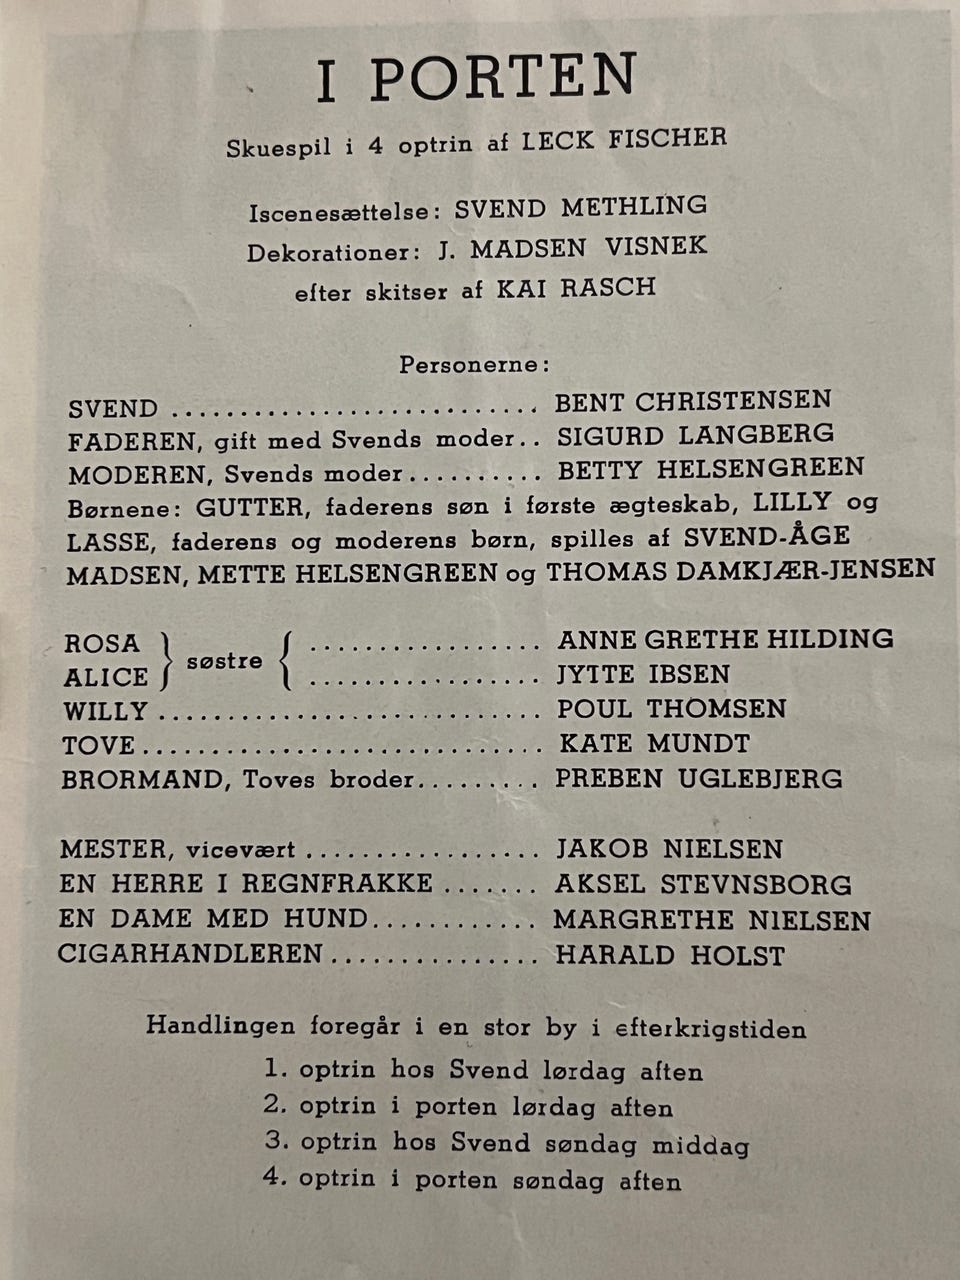 I PORTEN
Skuespil i 4 optrin af LECK FISCHER
Iscenesættelse: SVEND METHLING
Dekorationer: J. MADSEN VISNEK
efter skitser af KAI RASCH
Personerne:
SVEND ........................... BENT CHRISTENSEN
FADEREN, gift med Svends moder.. SIGURD LANGBERG
MODEREN, Svends moder.......... BETTY HELSENGREEN
Børnene: GUTTER, faderens søn i første ægteskab, LILLY og
LASSE, faderens og moderens børn, spilles af SVEND-ÅGE
MADSEN, METTE HELSENGREEN og THOMAS DAMKJÆR-JENSEN
ROSA } søstre { ................. ANNE GRETHE HILDING
ALICE } søstre { ................. JYTTE IBSEN
WILLY ............................ POUL THOMSEN
TOVE.............................. KATE MUNDT
BRORMAND, Toves broder......... PREBEN UGLEBJERG
MESTER, vicevært ................. JAKOB NIELSEN
EN HERRE I REGNFRAKKE ....... AKSEL STEVNSBORG
EN DAME MED HUND............ MARGRETHE NIELSEN
CIGARHANDLEREN ................ HARALD HOLST
Handlingen foregår i en stor by i efterkrigstiden
1. optrin hos Svend lørdag aften
2. optrin i porten lørdag aften
3. optrin hos Svend søndag middag
4. optrin i porten søndag aften